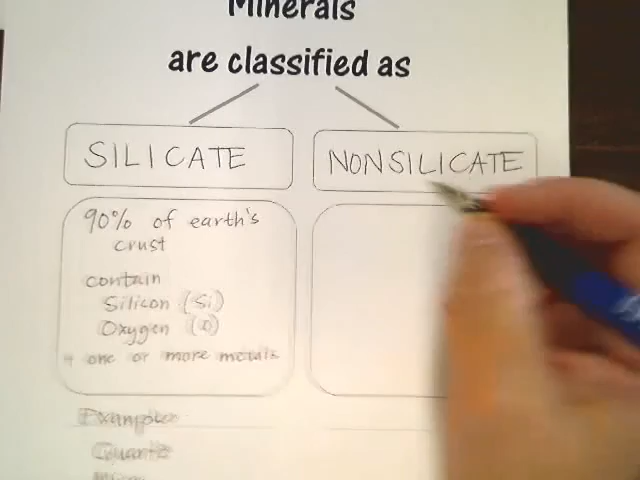 Minerals
are classified as
SILICATE
NONSILICATE
90% of earth's
crust
contain
Silicon (Si)
Oxygen (O)
+ one or more metals
Examples
Quartz